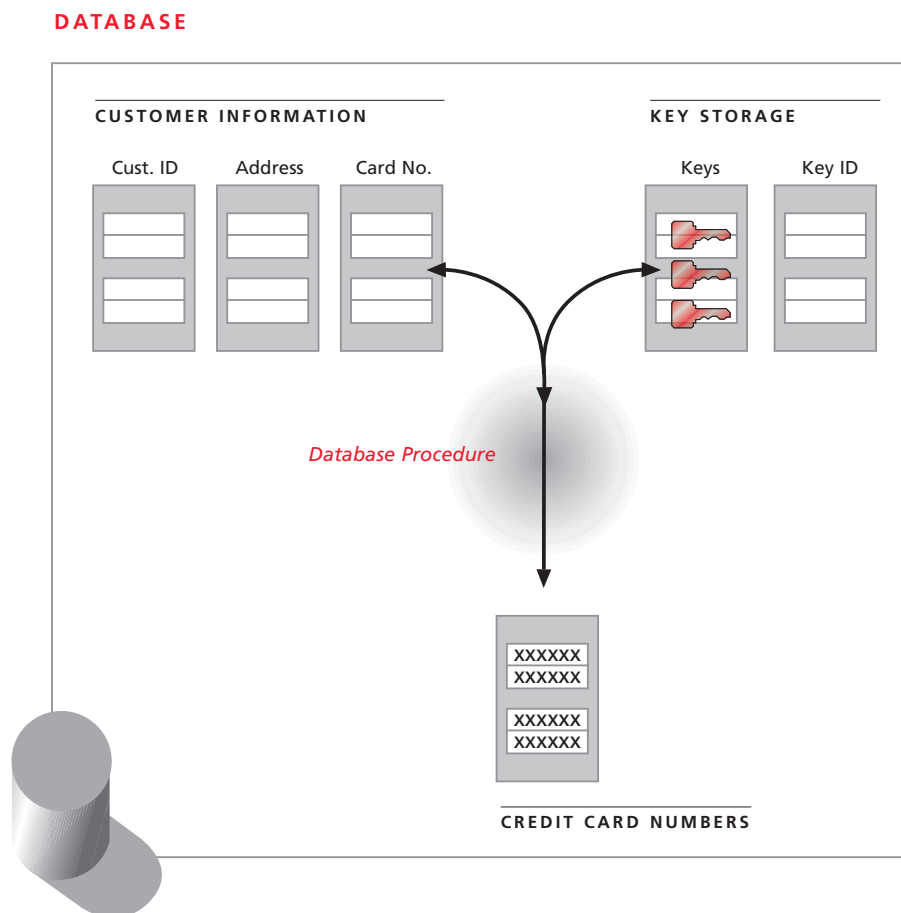 DATABASE
CUSTOMER INFORMATION
KEY STORAGE
Cust. ID
Address
Card No.
Keys
Key ID
Database Procedure
XXXXXX
XXXXXX
XXXXXX
XXXXXX
CREDIT CARD NUMBERS